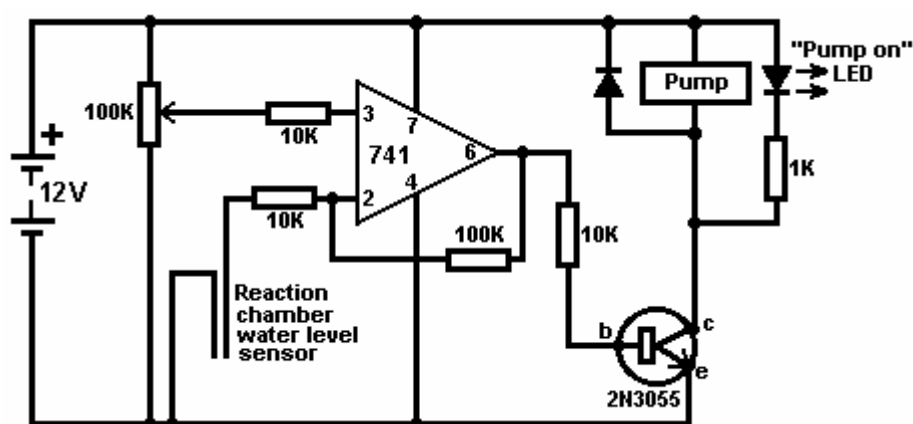 "Pump on"
LED
Pump
100K
10K
3
7
741
6
+
12V
4
2
10K
1K
100K
10K
Reaction
chamber
water level
sensor
b
c
e
2N3055